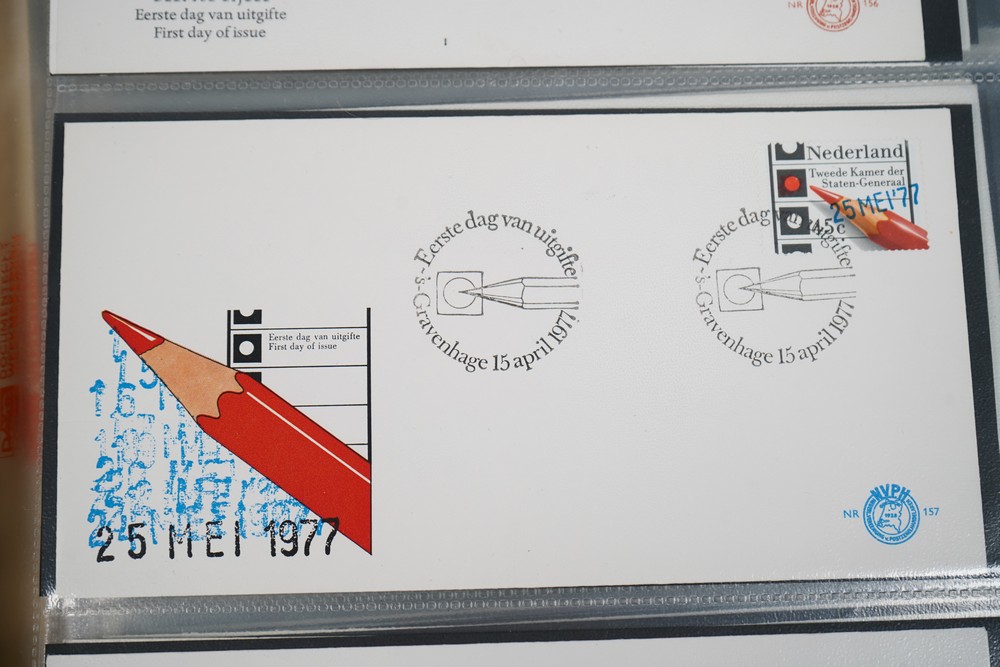 Eerste dag van uitgifte
First day of issue
NR 156
Nederland
Tweede Kamer der
Staten-Generaal
25 MEI '77
45c
Eerste dag van uitgifte
's-Gravenhage 15 april 1977
Eerste dag van uitgifte
's-Gravenhage 15 april 1977
Eerste dag van uitgifte
First day of issue
25 MEI 1977
NVPH
NR 157